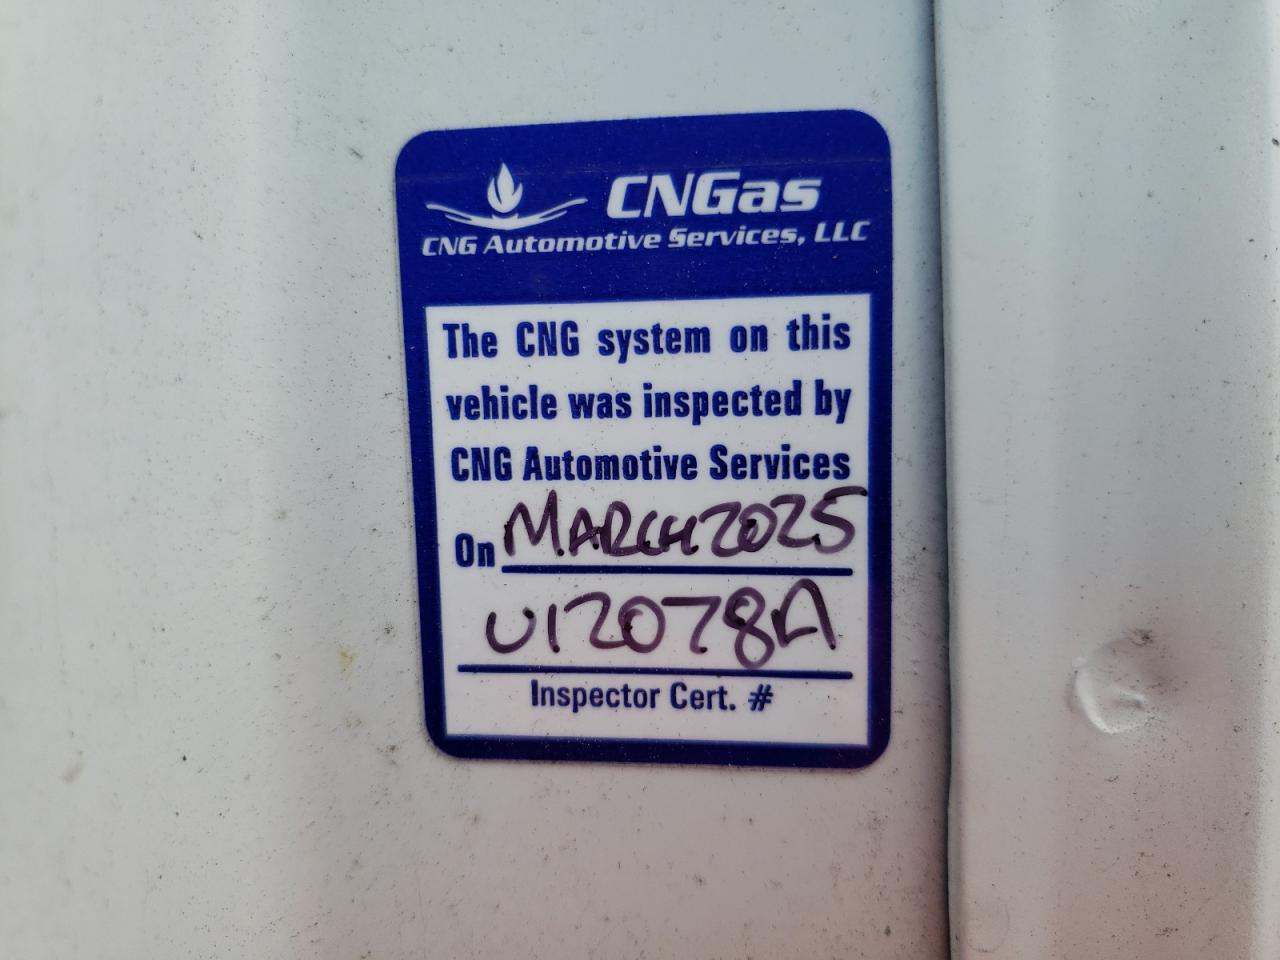 CNGas
CNG Automotive Services, LLC
The CNG system on this
vehicle was inspected by
CNG Automotive Services
On MARCH 2025
U12078A
Inspector Cert. #